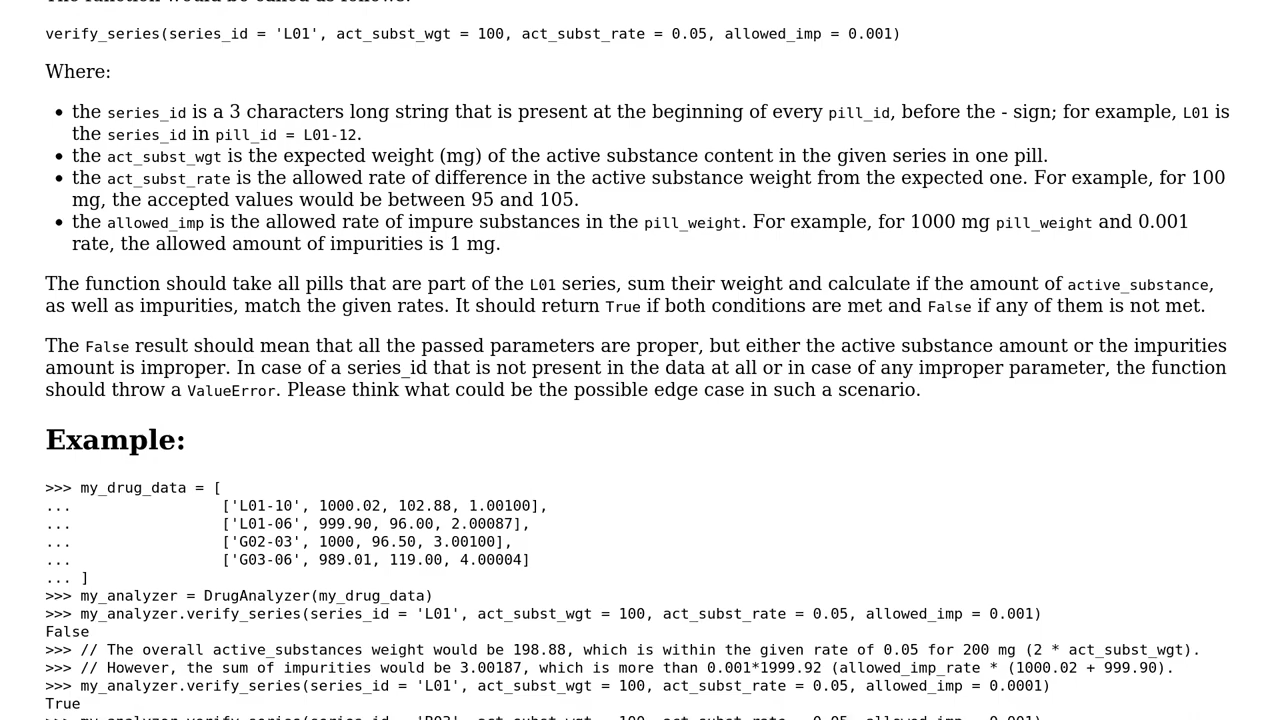 The function would be called as follows:
verify_series(series_id = 'L01', act_subst_wgt = 100, act_subst_rate = 0.05, allowed_imp = 0.001)
Where:
• the series_id is a 3 characters long string that is present at the beginning of every pill_id, before the - sign; for example, L01 is
the series_id in pill_id = L01-12.
• the act_subst_wgt is the expected weight (mg) of the active substance content in the given series in one pill.
• the act_subst_rate is the allowed rate of difference in the active substance weight from the expected one. For example, for 100
mg, the accepted values would be between 95 and 105.
• the allowed_imp is the allowed rate of impure substances in the pill_weight. For example, for 1000 mg pill_weight and 0.001
rate, the allowed amount of impurities is 1 mg.
The function should take all pills that are part of the L01 series, sum their weight and calculate if the amount of active_substance,
as well as impurities, match the given rates. It should return True if both conditions are met and False if any of them is not met.
The False result should mean that all the passed parameters are proper, but either the active substance amount or the impurities
amount is improper. In case of a series_id that is not present in the data at all or in case of any improper parameter, the function
should throw a ValueError. Please think what could be the possible edge case in such a scenario.
Example:
>>> my_drug_data = [
...                 ['L01-10', 1000.02, 102.88, 1.00100],
...                 ['L01-06', 999.90, 96.00, 2.00087],
...                 ['G02-03', 1000, 96.50, 3.00100],
...                 ['G03-06', 989.01, 119.00, 4.00004]
... ]
>>> my_analyzer = DrugAnalyzer(my_drug_data)
>>> my_analyzer.verify_series(series_id = 'L01', act_subst_wgt = 100, act_subst_rate = 0.05, allowed_imp = 0.001)
False
>>> // The overall active_substances weight would be 198.88, which is within the given rate of 0.05 for 200 mg (2 * act_subst_wgt).
>>> // However, the sum of impurities would be 3.00187, which is more than 0.001*1999.92 (allowed_imp_rate * (1000.02 + 999.90).
>>> my_analyzer.verify_series(series_id = 'L01', act_subst_wgt = 100, act_subst_rate = 0.05, allowed_imp = 0.0001)
True